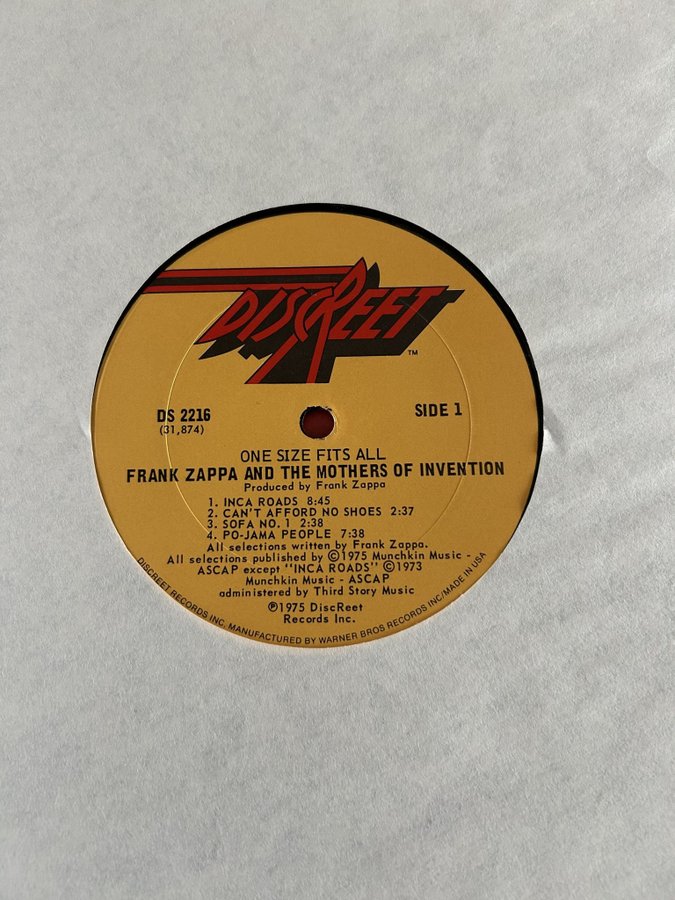 DISCREET
TM
DS 2216
(31,874)
SIDE 1
ONE SIZE FITS ALL
FRANK ZAPPA AND THE MOTHERS OF INVENTION
Produced by Frank Zappa
1. INCA ROADS 8:45
2. CAN'T AFFORD NO SHOES 2:37
3. SOFA NO. 1 2:38
4. PO-JAMA PEOPLE 7:38
All selections written by Frank Zappa.
All selections published by ©1975 Munchkin Music -
ASCAP except "INCA ROADS" ©1973
Munchkin Music - ASCAP
administered by Third Story Music
℗1975 DiscReet
Records Inc.
DISCREET RECORDS INC. MANUFACTURED BY WARNER BROS RECORDS INC/MADE IN USA